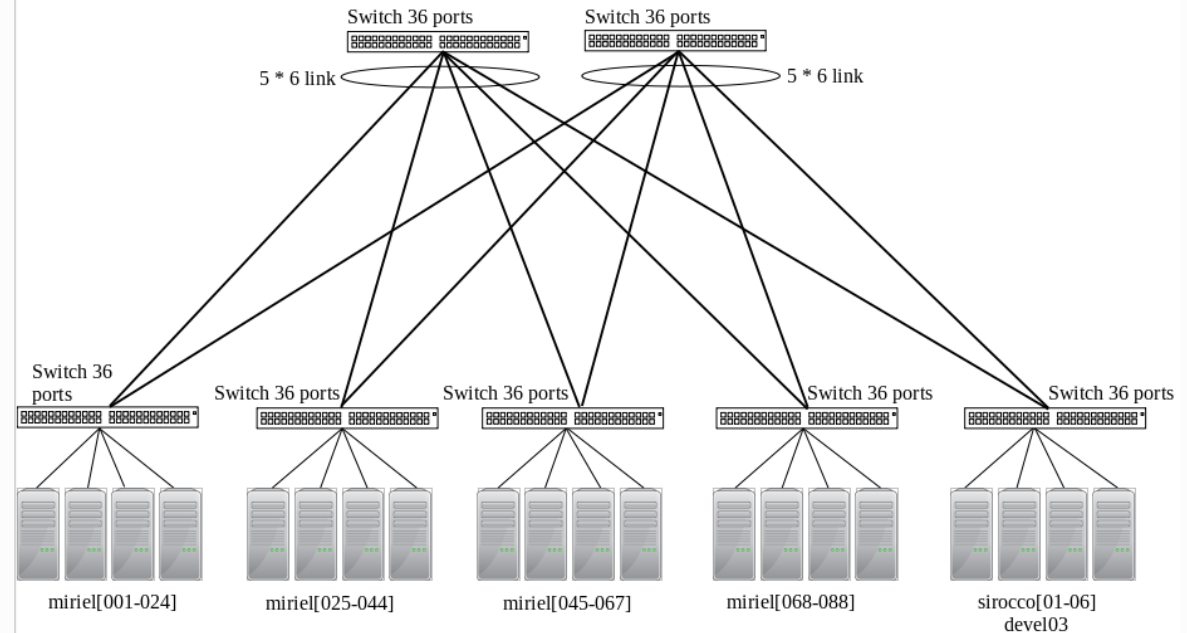 Switch 36 ports
Switch 36 ports
5 * 6 link
5 * 6 link
Switch 36
ports
Switch 36 ports
Switch 36 ports
Switch 36 ports
Switch 36 ports
miriel[001-024]
miriel[025-044]
miriel[045-067]
miriel[068-088]
sirocco[01-06]
devel03